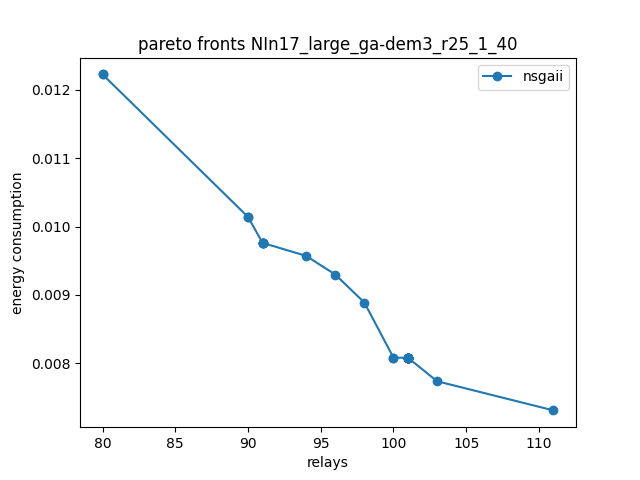 pareto fronts NIn17_large_ga-dem3_r25_1_40
nsgaii
0.012
0.011
0.010
0.009
0.008
energy consumption
80 85 90 95 100 105 110
relays